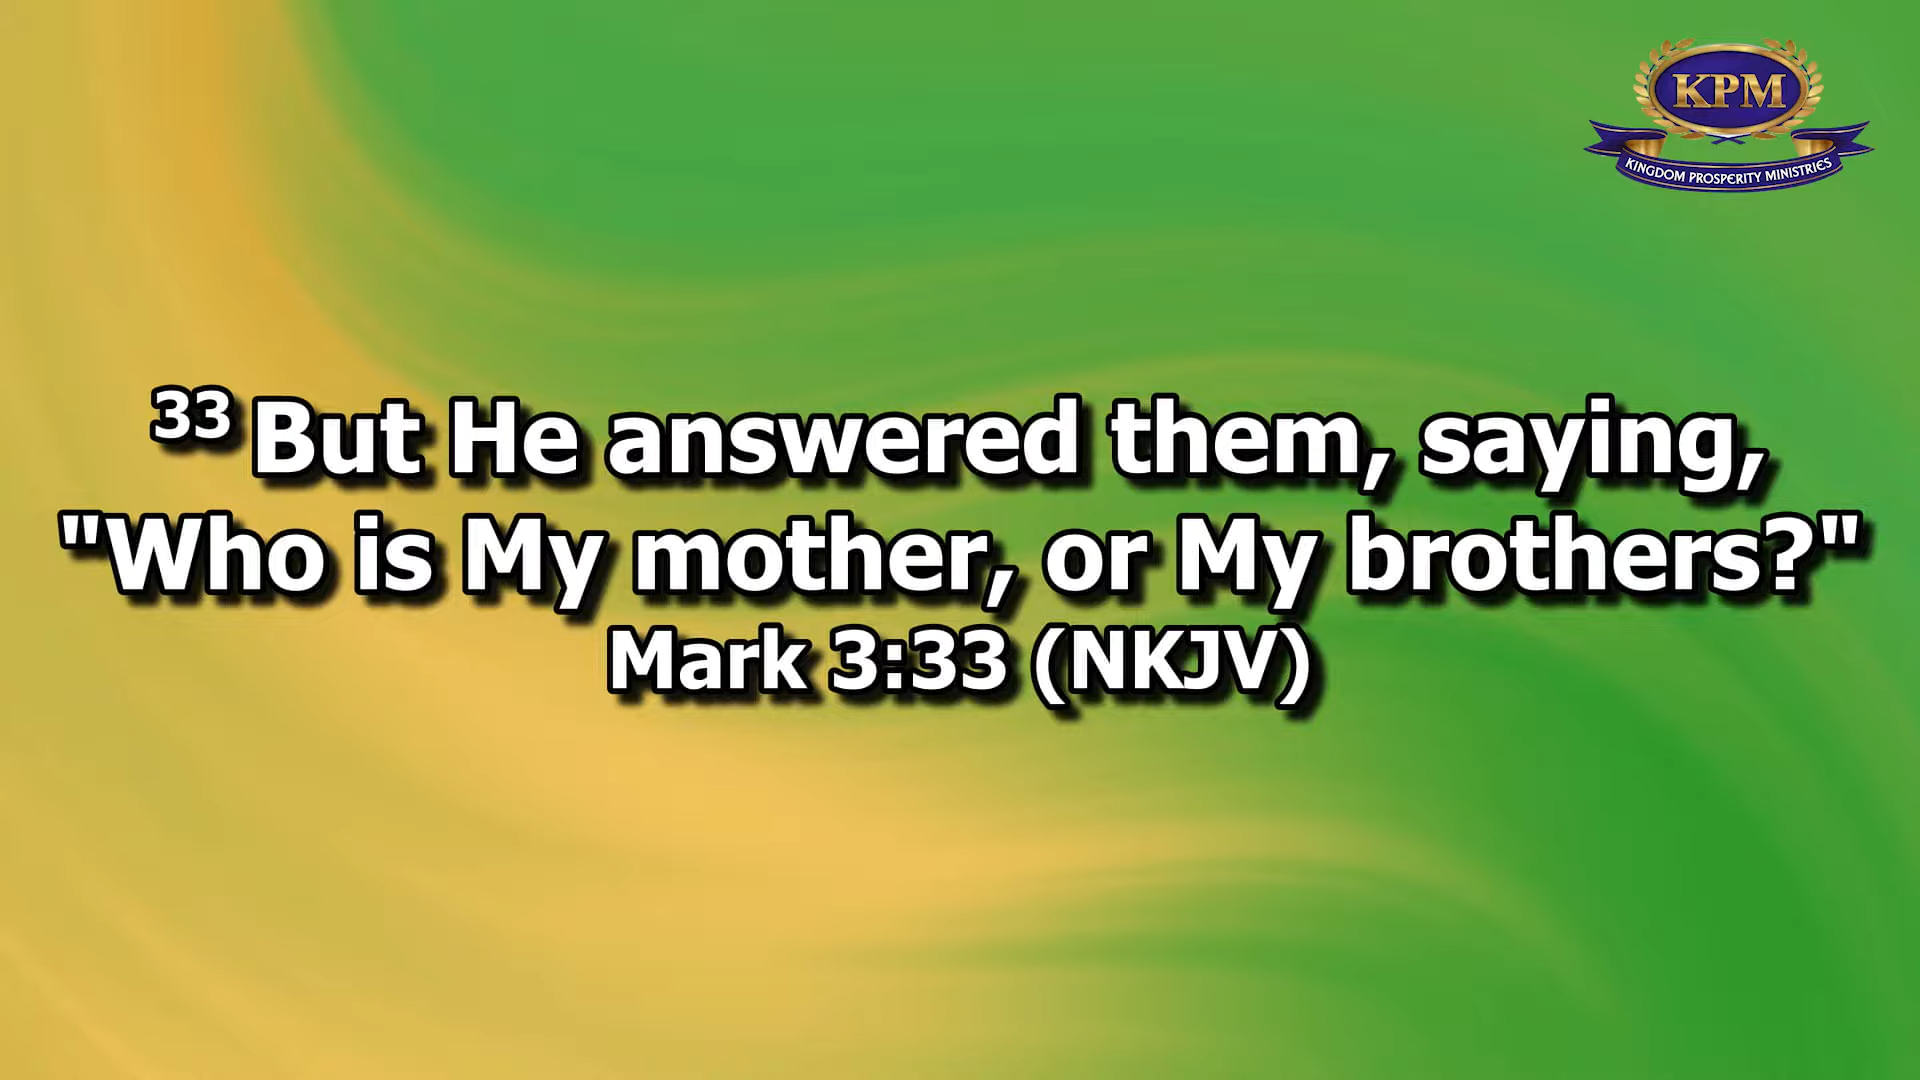 KPM
KINGDOM PROSPERITY MINISTRIES
33 But He answered them, saying,
"Who is My mother, or My brothers?"
Mark 3:33 (NKJV)